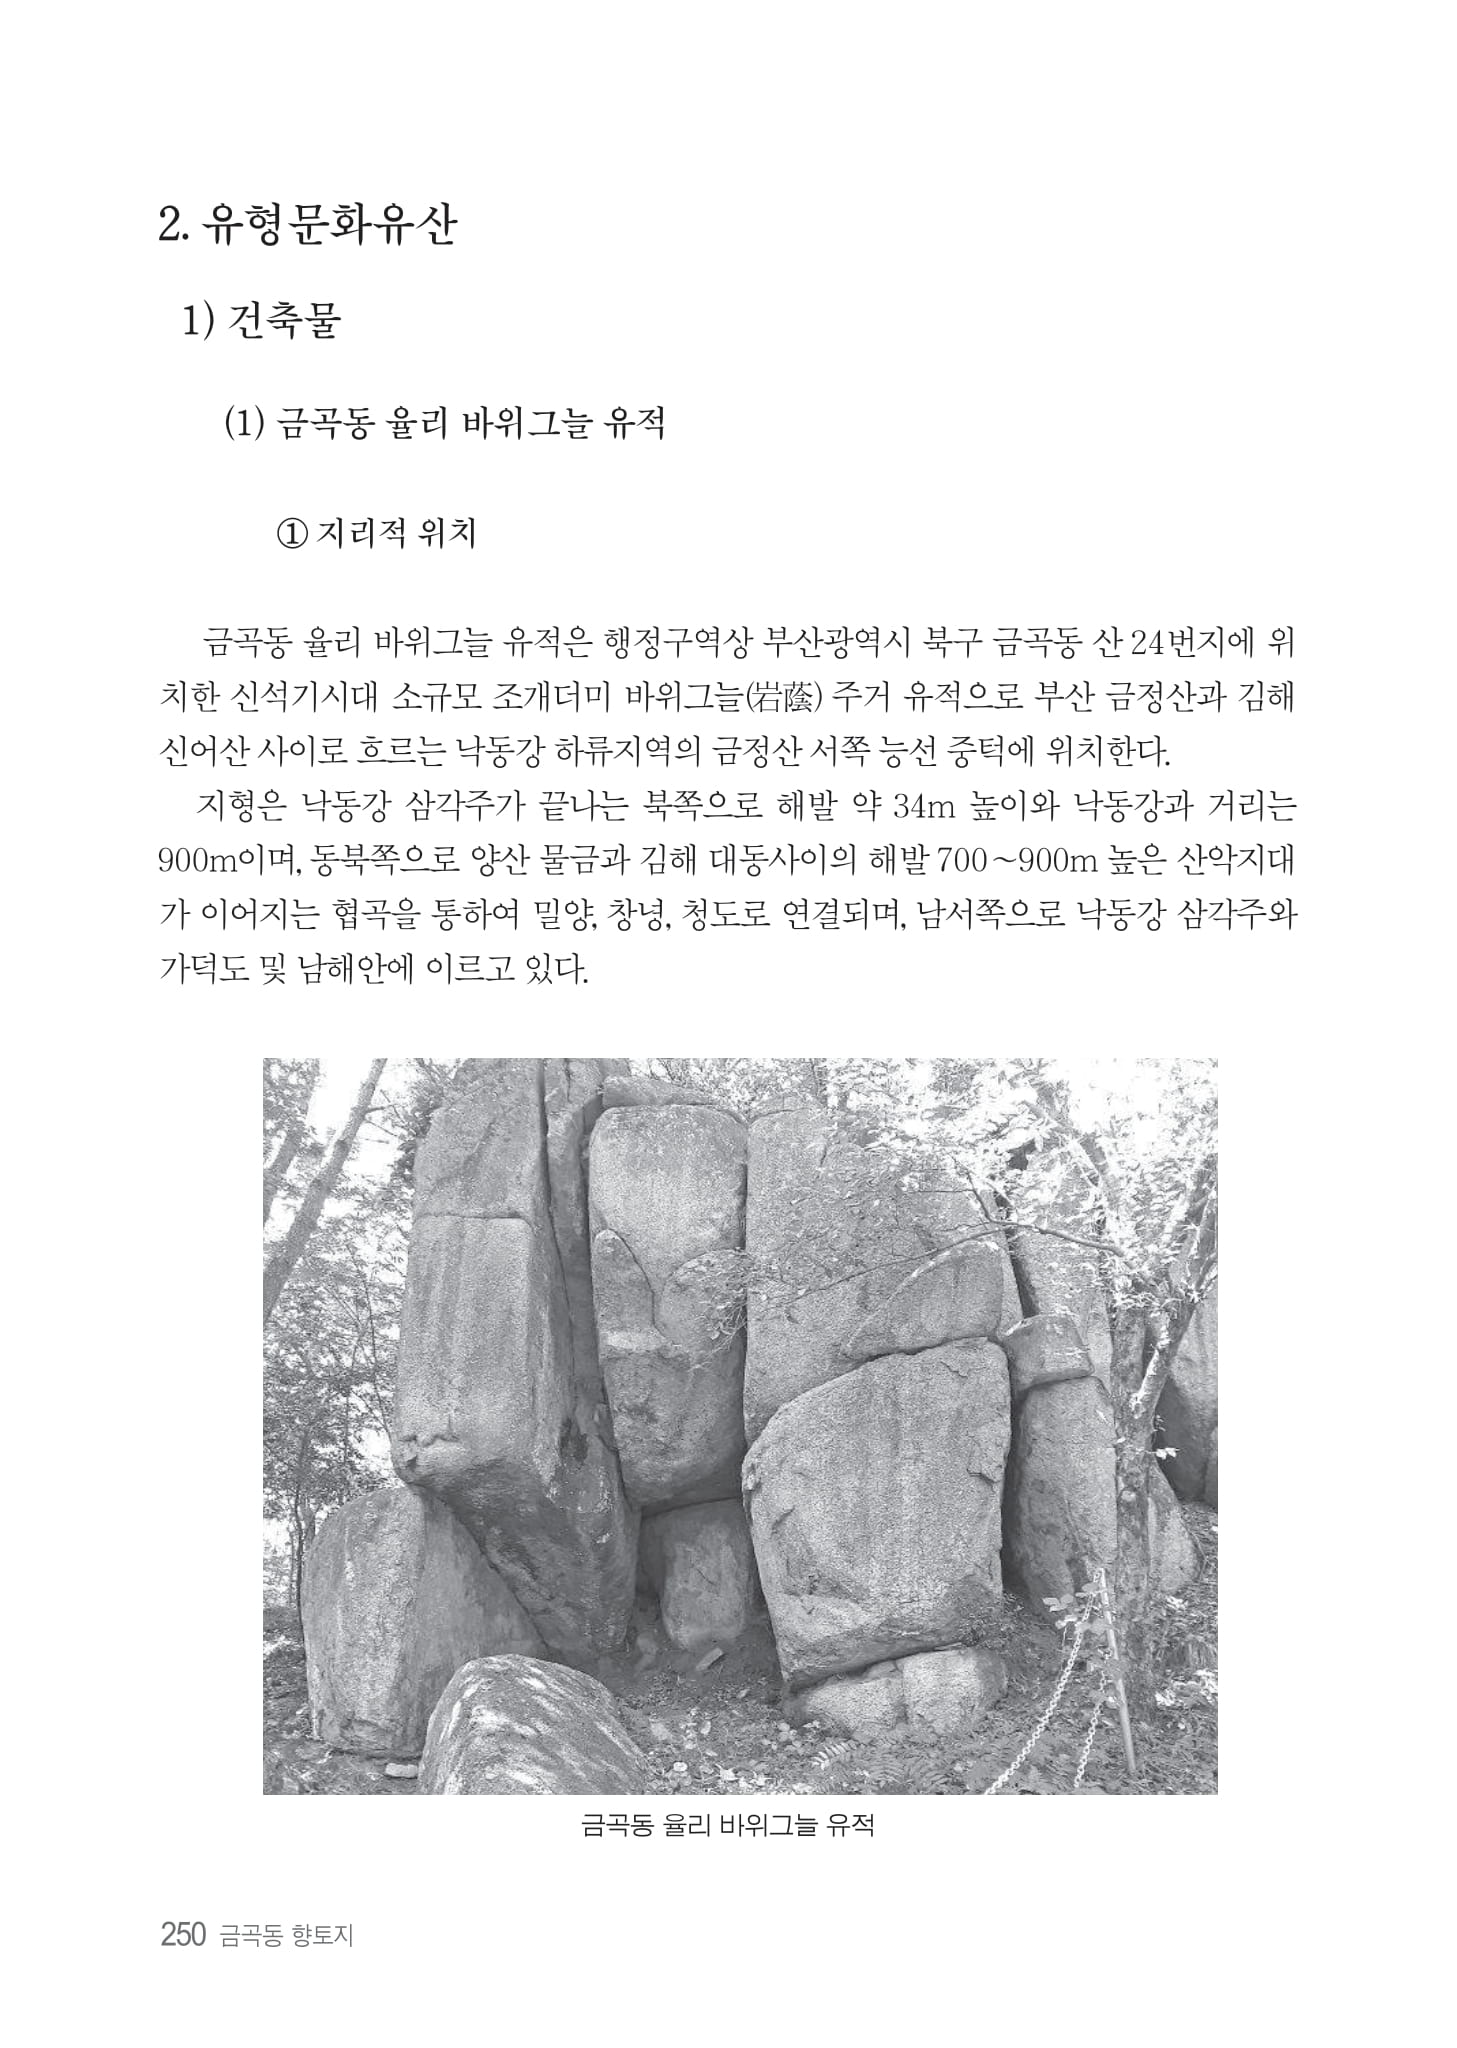 2. 유형문화유산
1) 건축물
(1) 금곡동 율리 바위그늘 유적
① 지리적 위치
금곡동 율리 바위그늘 유적은 행정구역상 부산광역시 북구 금곡동 산 24번지에 위
치한 신석기시대 소규모 조개더미 바위그늘(岩蔭) 주거 유적으로 부산 금정산과 김해
신어산 사이로 흐르는 낙동강 하류지역의 금정산 서쪽 능선 중턱에 위치한다.
지형은 낙동강 삼각주가 끝나는 북쪽으로 해발 약 34m 높이와 낙동강과 거리는
900m이며, 동북쪽으로 양산 물금과 김해 대동사이의 해발 700~900m 높은 산악지대
가 이어지는 협곡을 통하여 밀양, 창녕, 청도로 연결되며, 남서쪽으로 낙동강 삼각주와
가덕도 및 남해안에 이르고 있다.
금곡동 율리 바위그늘 유적
250 금곡동 향토지